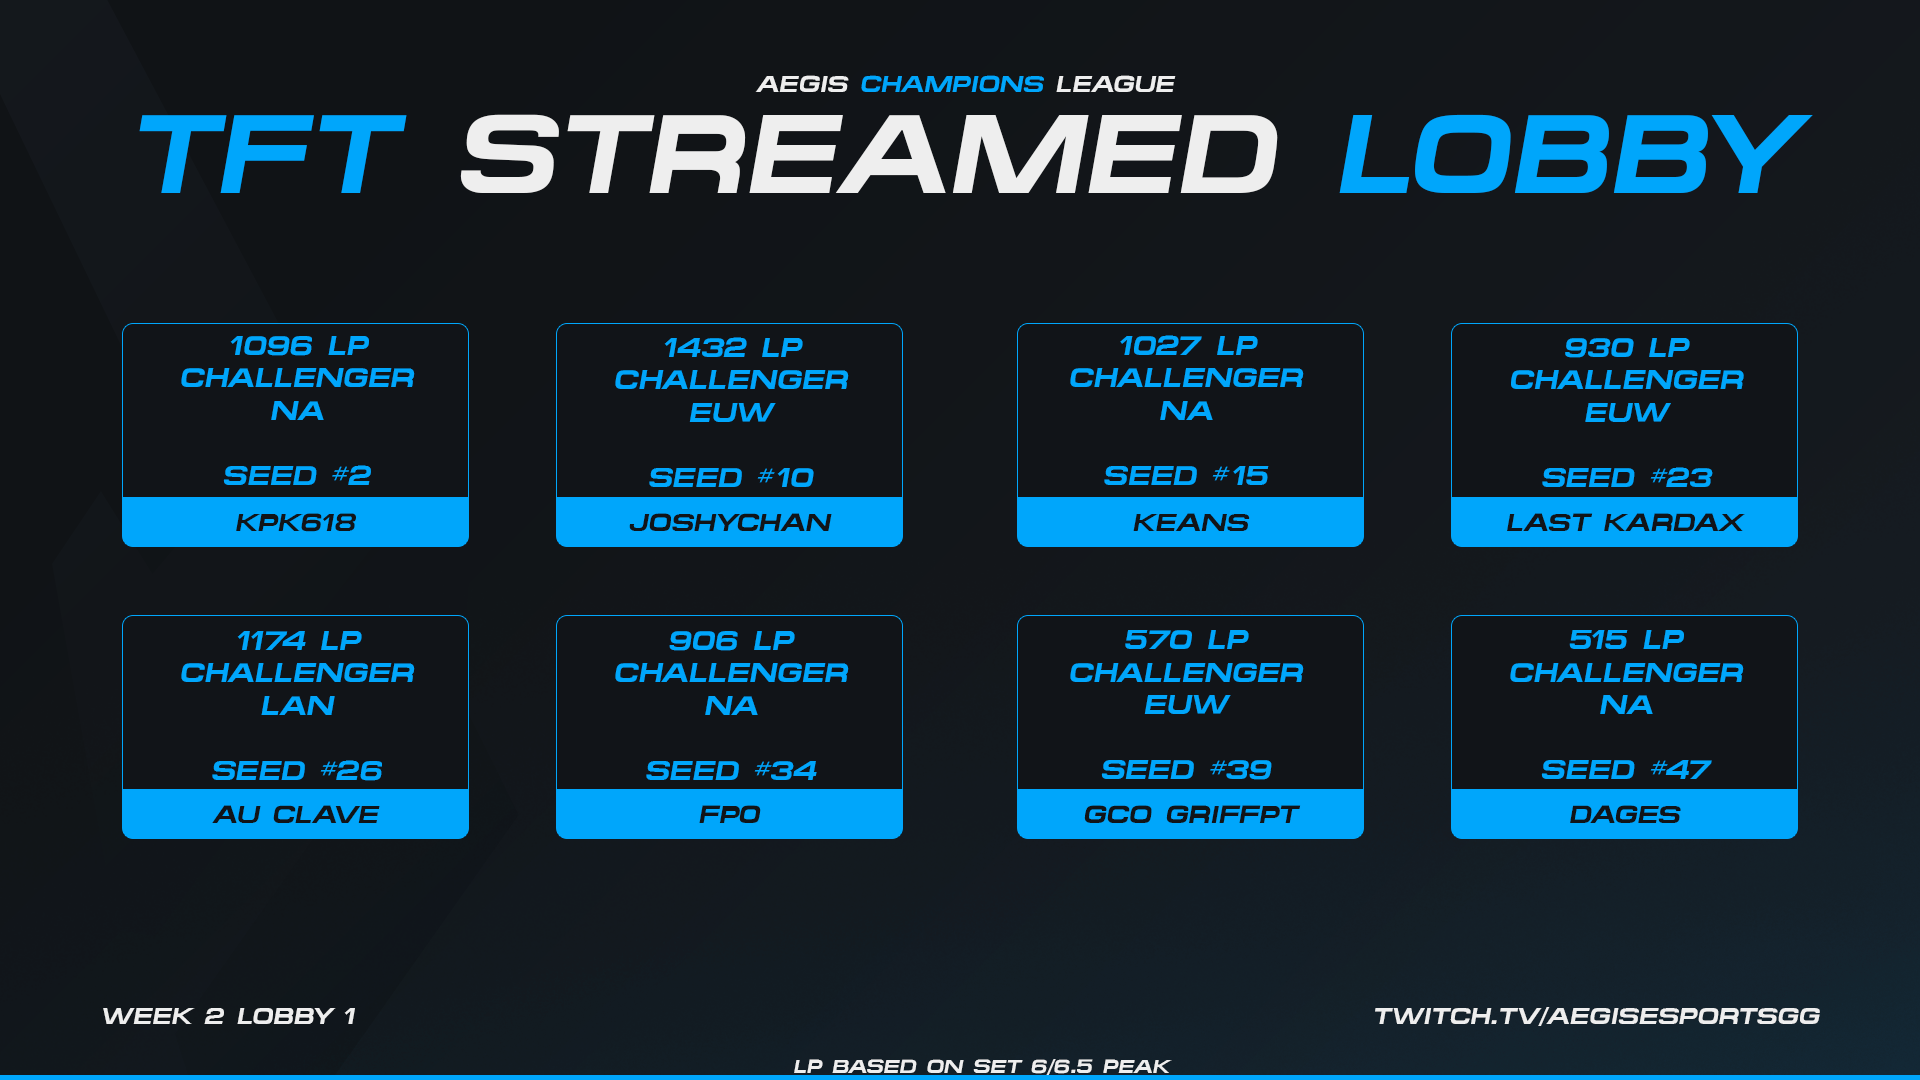 AEGIS CHAMPIONS LEAGUE
TFT STREAMED LOBBY
1096 LP
CHALLENGER
NA
SEED #2
KPK618
1432 LP
CHALLENGER
EUW
SEED #10
JOSHYCHAN
1027 LP
CHALLENGER
NA
SEED #15
KEANS
930 LP
CHALLENGER
EUW
SEED #23
LAST KARDAX
1174 LP
CHALLENGER
LAN
SEED #26
AU CLAVE
906 LP
CHALLENGER
NA
SEED #34
FPO
570 LP
CHALLENGER
EUW
SEED #39
GCO GRIFFPT
515 LP
CHALLENGER
NA
SEED #47
DAGES
WEEK 2 LOBBY 1
TWITCH.TV/AEGISESPORTSGG
LP BASED ON SET 6/6.5 PEAK